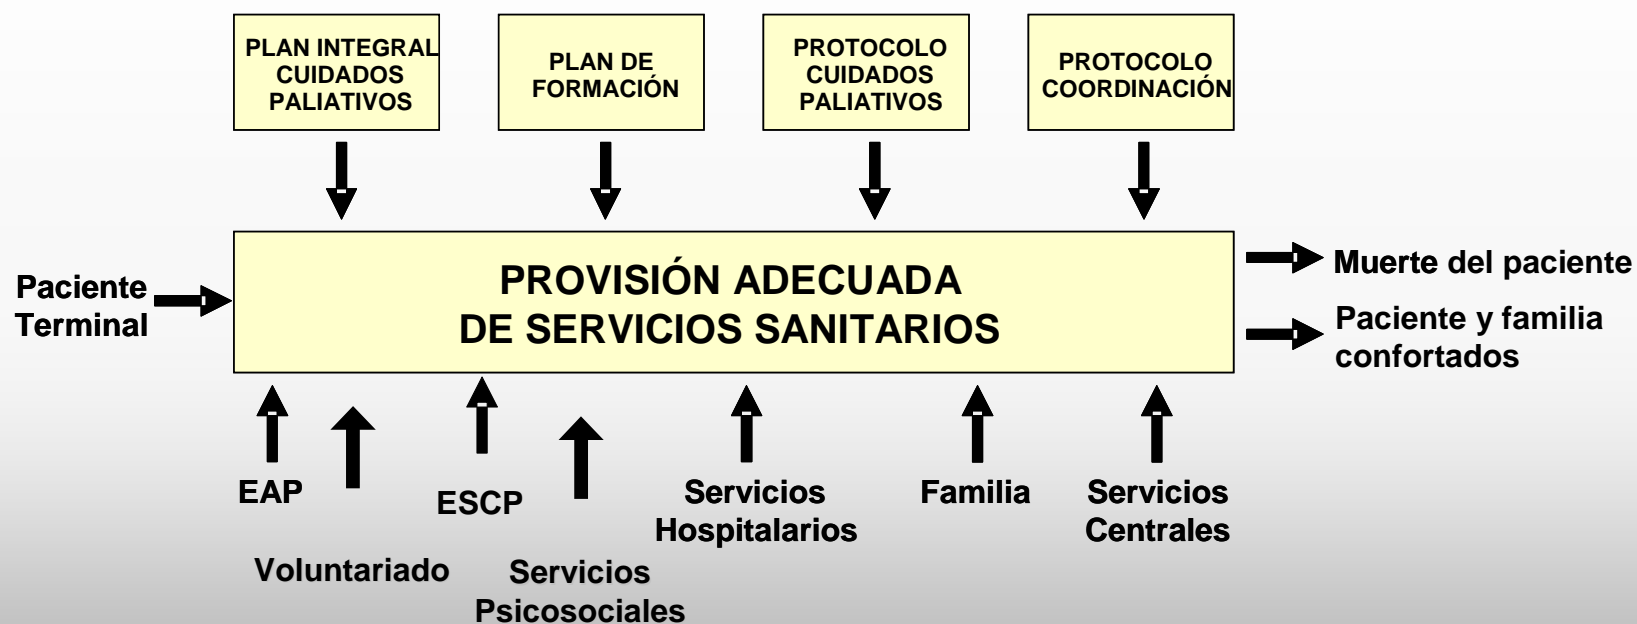 PLAN INTEGRAL
CUIDADOS
PALIATIVOS
PLAN DE
FORMACIÓN
PROTOCOLO
CUIDADOS
PALIATIVOS
PROTOCOLO
COORDINACIÓN
Paciente
Terminal
PROVISIÓN ADECUADA
DE SERVICIOS SANITARIOS
Muerte del paciente
Paciente y familia
confortados
EAP
Voluntariado
ESCP
Servicios
Psicosociales
Servicios
Hospitalarios
Familia
Servicios
Centrales